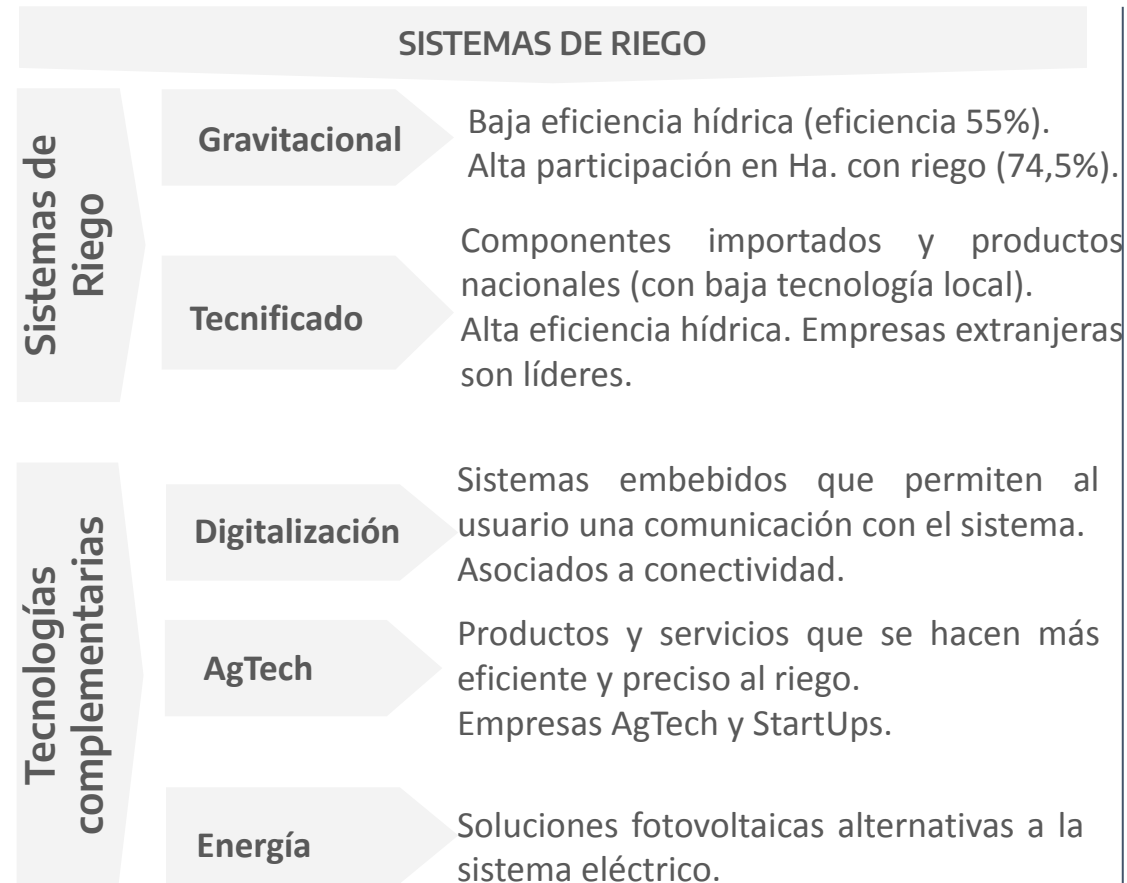 SISTEMAS DE RIEGO
Sistemas de
Riego
Gravitacional
Baja eficiencia hídrica (eficiencia 55%).
Alta participación en Ha. con riego (74,5%).
Tecnificado
Componentes importados y productos
nacionales (con baja tecnología local).
Alta eficiencia hídrica. Empresas extranjeras
son líderes.
Tecnologías
complementarias
Digitalización
Sistemas embebidos que permiten al
usuario una comunicación con el sistema.
Asociados a conectividad.
AgTech
Productos y servicios que se hacen más
eficiente y preciso al riego.
Empresas AgTech y StartUps.
Energía
Soluciones fotovoltaicas alternativas a la
sistema eléctrico.